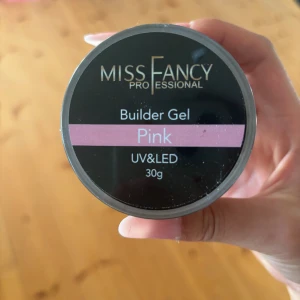 MISS FANCY
PROFESSIONAL
Builder Gel
Pink
UV&LED
30g